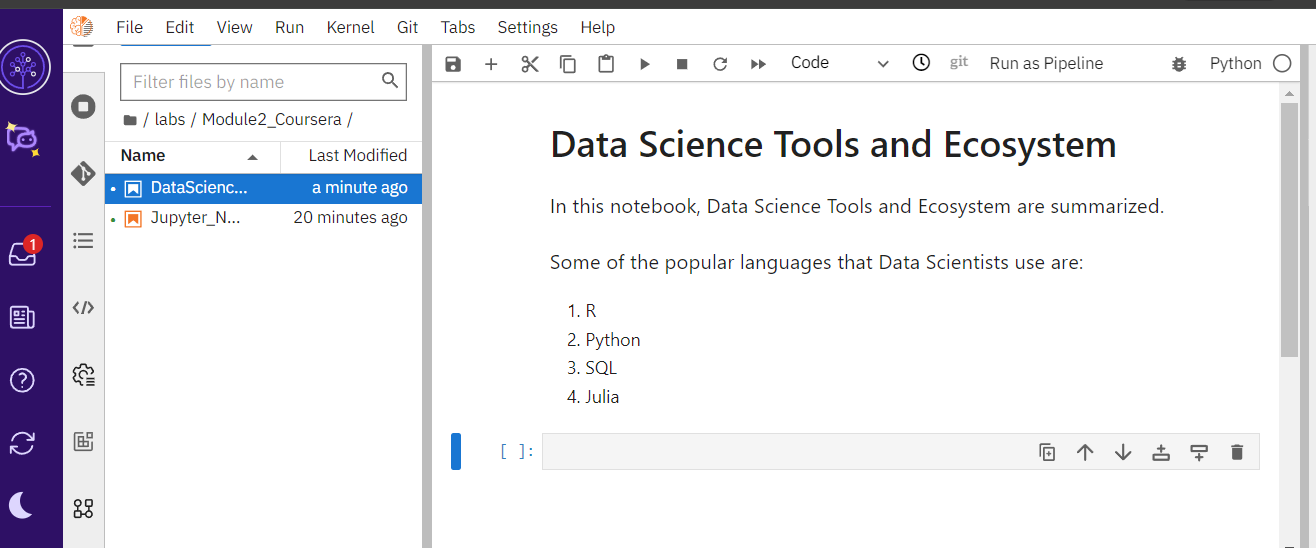 File Edit View Run Kernel Git Tabs Settings Help
Filter files by name
/ labs / Module2_Coursera /
Name Last Modified
DataScienc... a minute ago
Jupyter_N... 20 minutes ago
1
Code git Run as Pipeline Python
Data Science Tools and Ecosystem
In this notebook, Data Science Tools and Ecosystem are summarized.
Some of the popular languages that Data Scientists use are:
1. R
2. Python
3. SQL
4. Julia
[ ]: